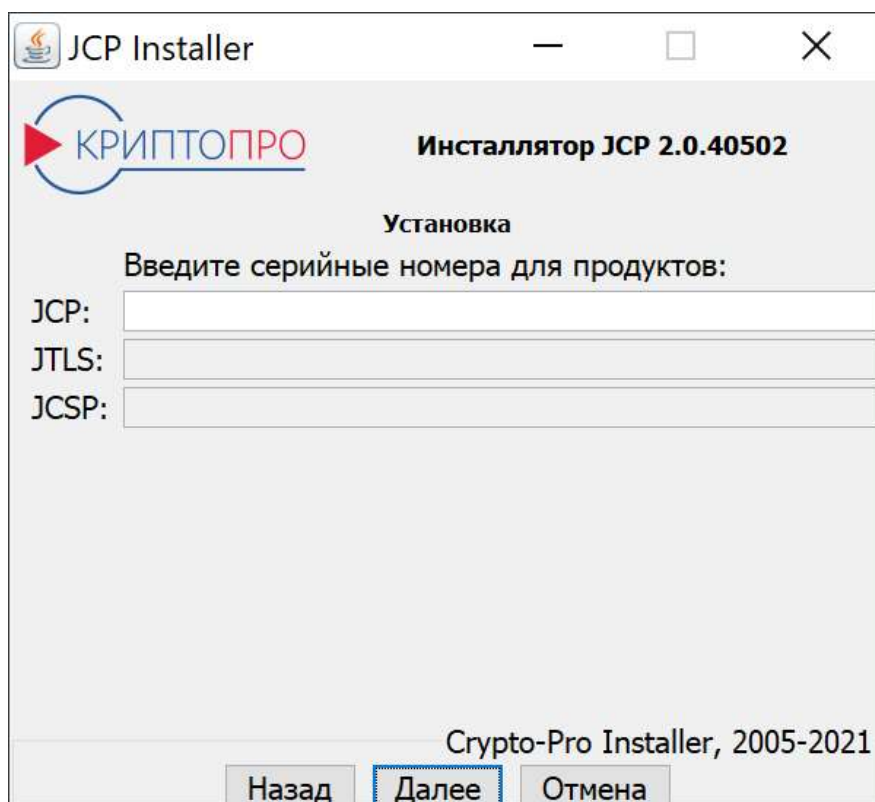 JCP Installer
КРИПТОПРО
Инсталлятор JCP 2.0.40502
Установка
Введите серийные номера для продуктов:
JCP:
JTLS:
JCSP:
Crypto-Pro Installer, 2005-2021
Назад Далее Отмена